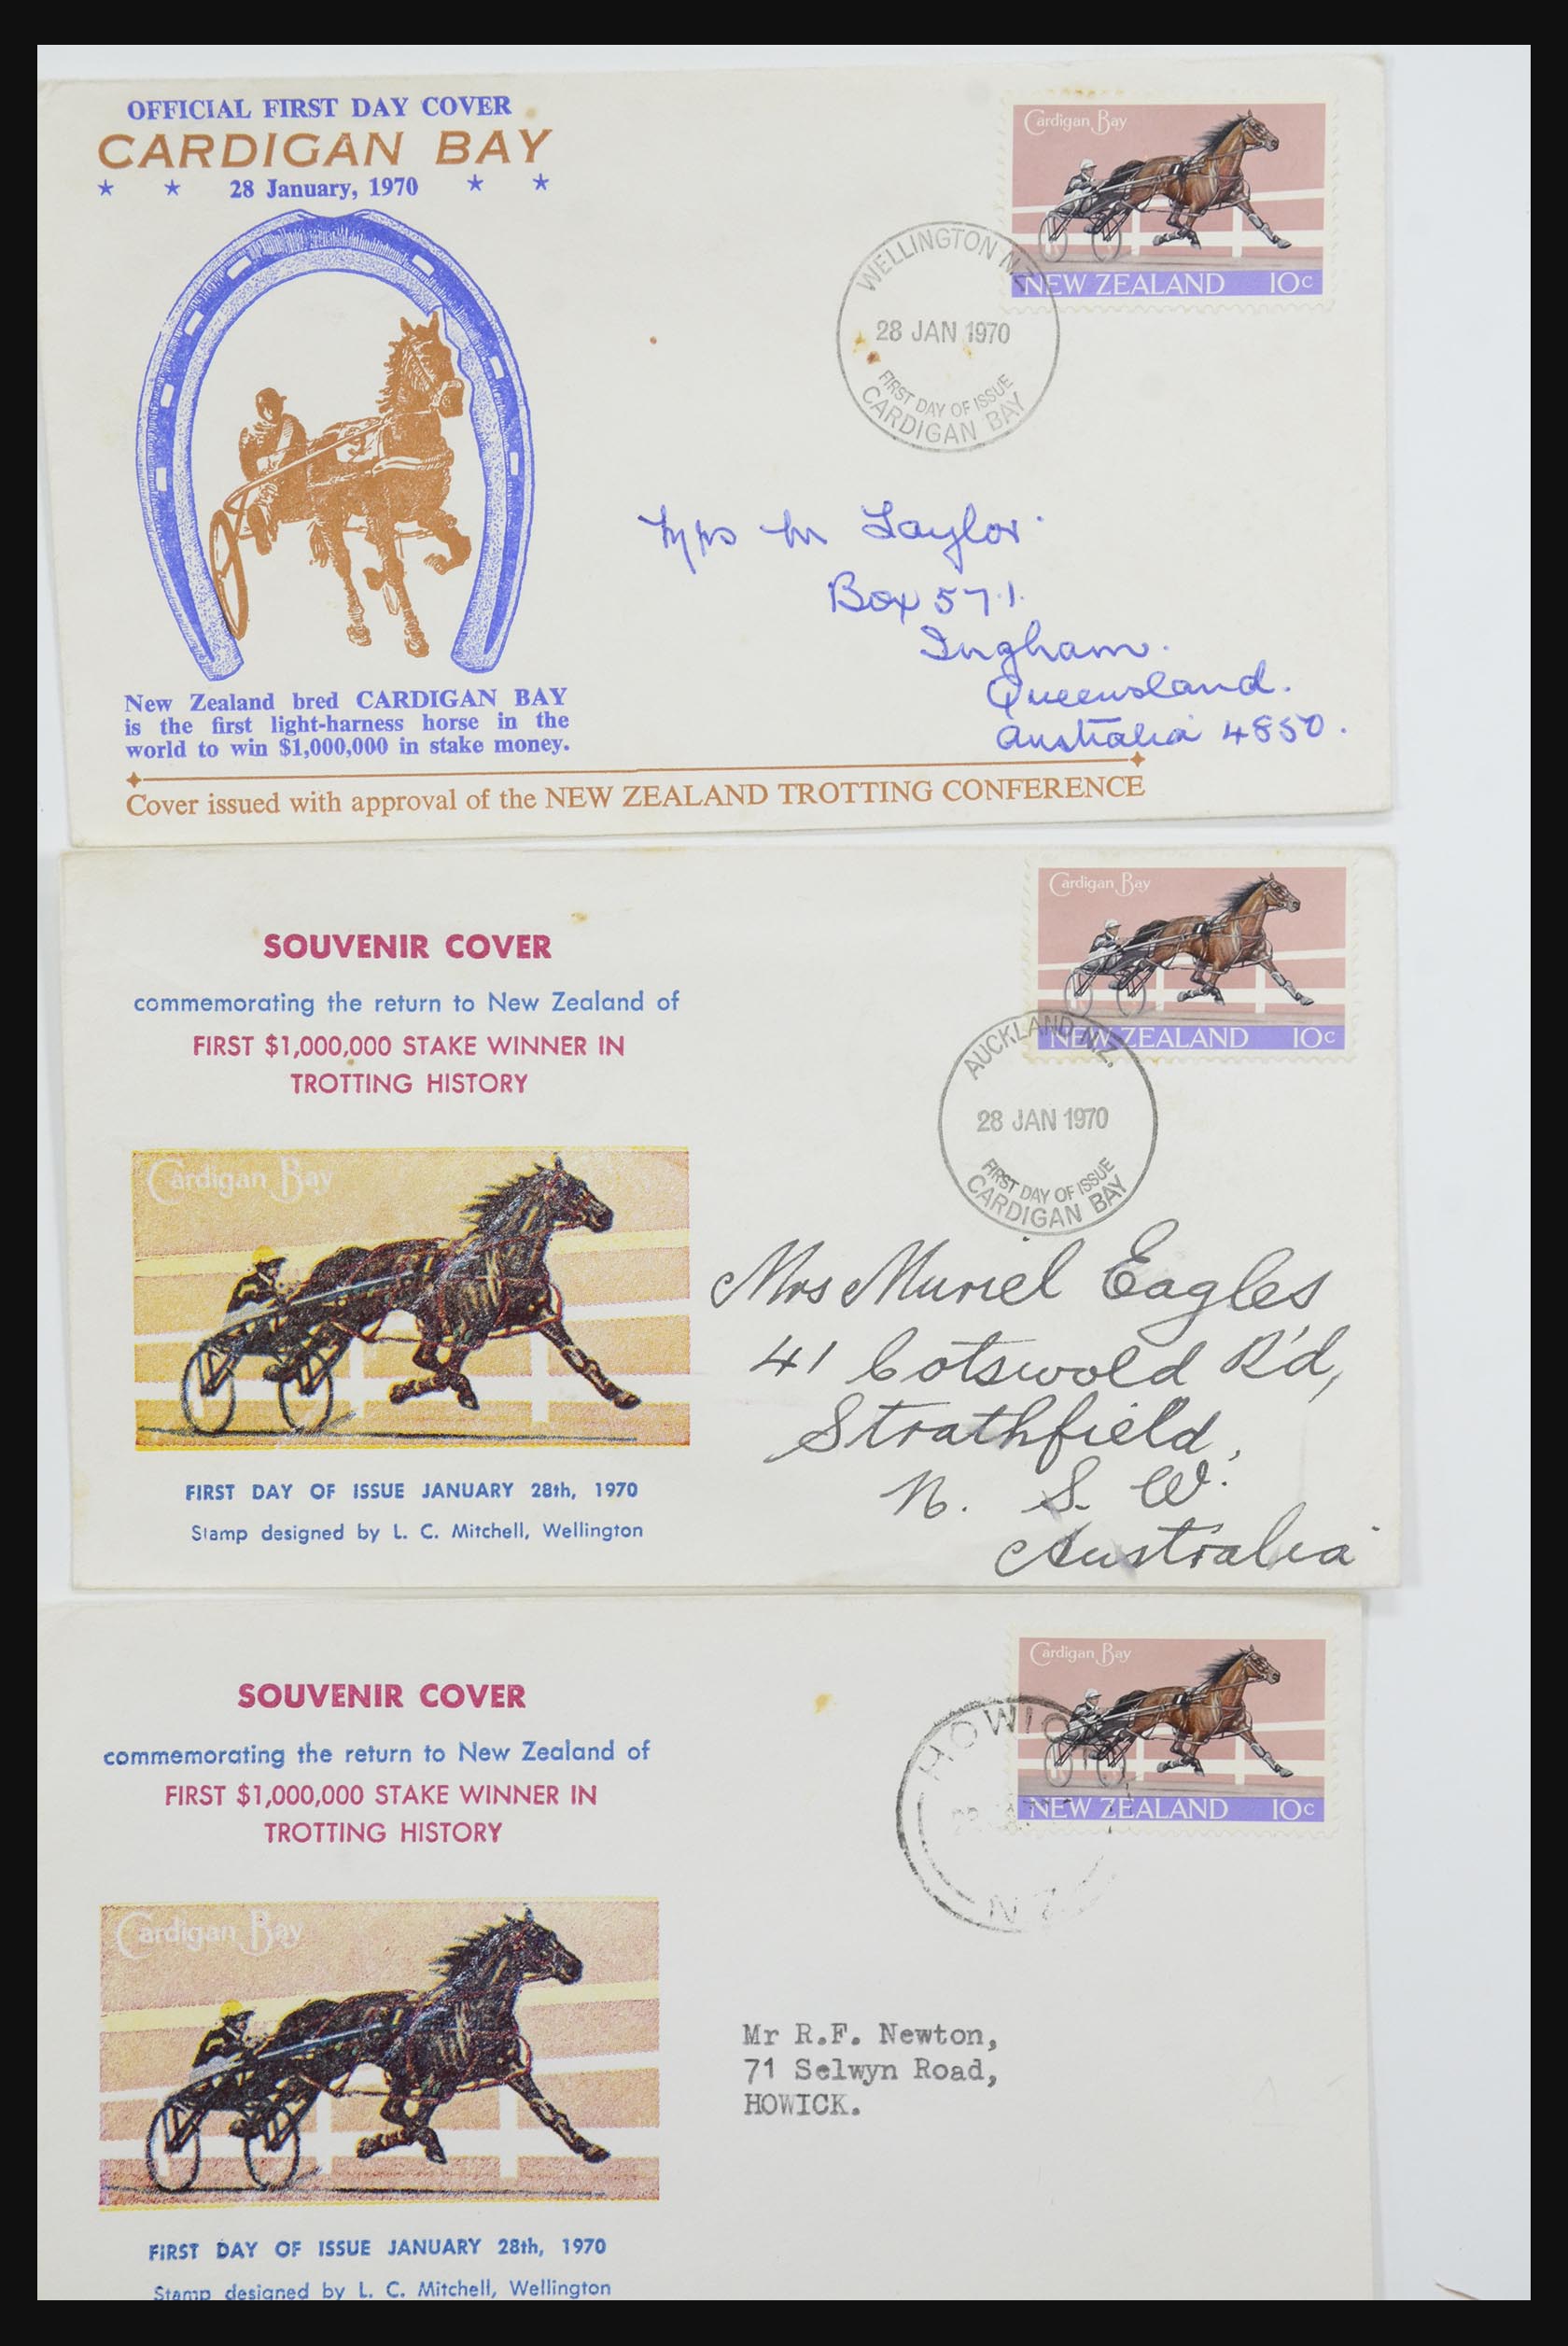 OFFICIAL FIRST DAY COVER
CARDIGAN BAY
28 January, 1970
Cardigan Bay
NEW ZEALAND 10c
WELLINGTON N.Z.
28 JAN 1970
FIRST DAY OF ISSUE
CARDIGAN BAY
Mrs M Taylor.
Box 571.
Ingham.
Queensland.
Australia 4850.
New Zealand bred CARDIGAN BAY
is the first light-harness horse in the
world to win $1,000,000 in stake money.
Cover issued with approval of the NEW ZEALAND TROTTING CONFERENCE
SOUVENIR COVER
commemorating the return to New Zealand of
FIRST $1,000,000 STAKE WINNER IN
TROTTING HISTORY
Cardigan Bay
FIRST DAY OF ISSUE JANUARY 28th, 1970
Stamp designed by L. C. Mitchell, Wellington
Cardigan Bay
NEW ZEALAND 10c
AUCKLAND N.Z.
28 JAN 1970
FIRST DAY OF ISSUE
CARDIGAN BAY
Mrs Muriel Eagles
41 Cotswold R'd,
Strathfield,
N. S. W.
Australia
SOUVENIR COVER
commemorating the return to New Zealand of
FIRST $1,000,000 STAKE WINNER IN
TROTTING HISTORY
Cardigan Bay
FIRST DAY OF ISSUE JANUARY 28th, 1970
Stamp designed by L. C. Mitchell, Wellington
Cardigan Bay
NEW ZEALAND 10c
N.Z.
Mr R.F. Newton,
71 Selwyn Road,
HOWICK.